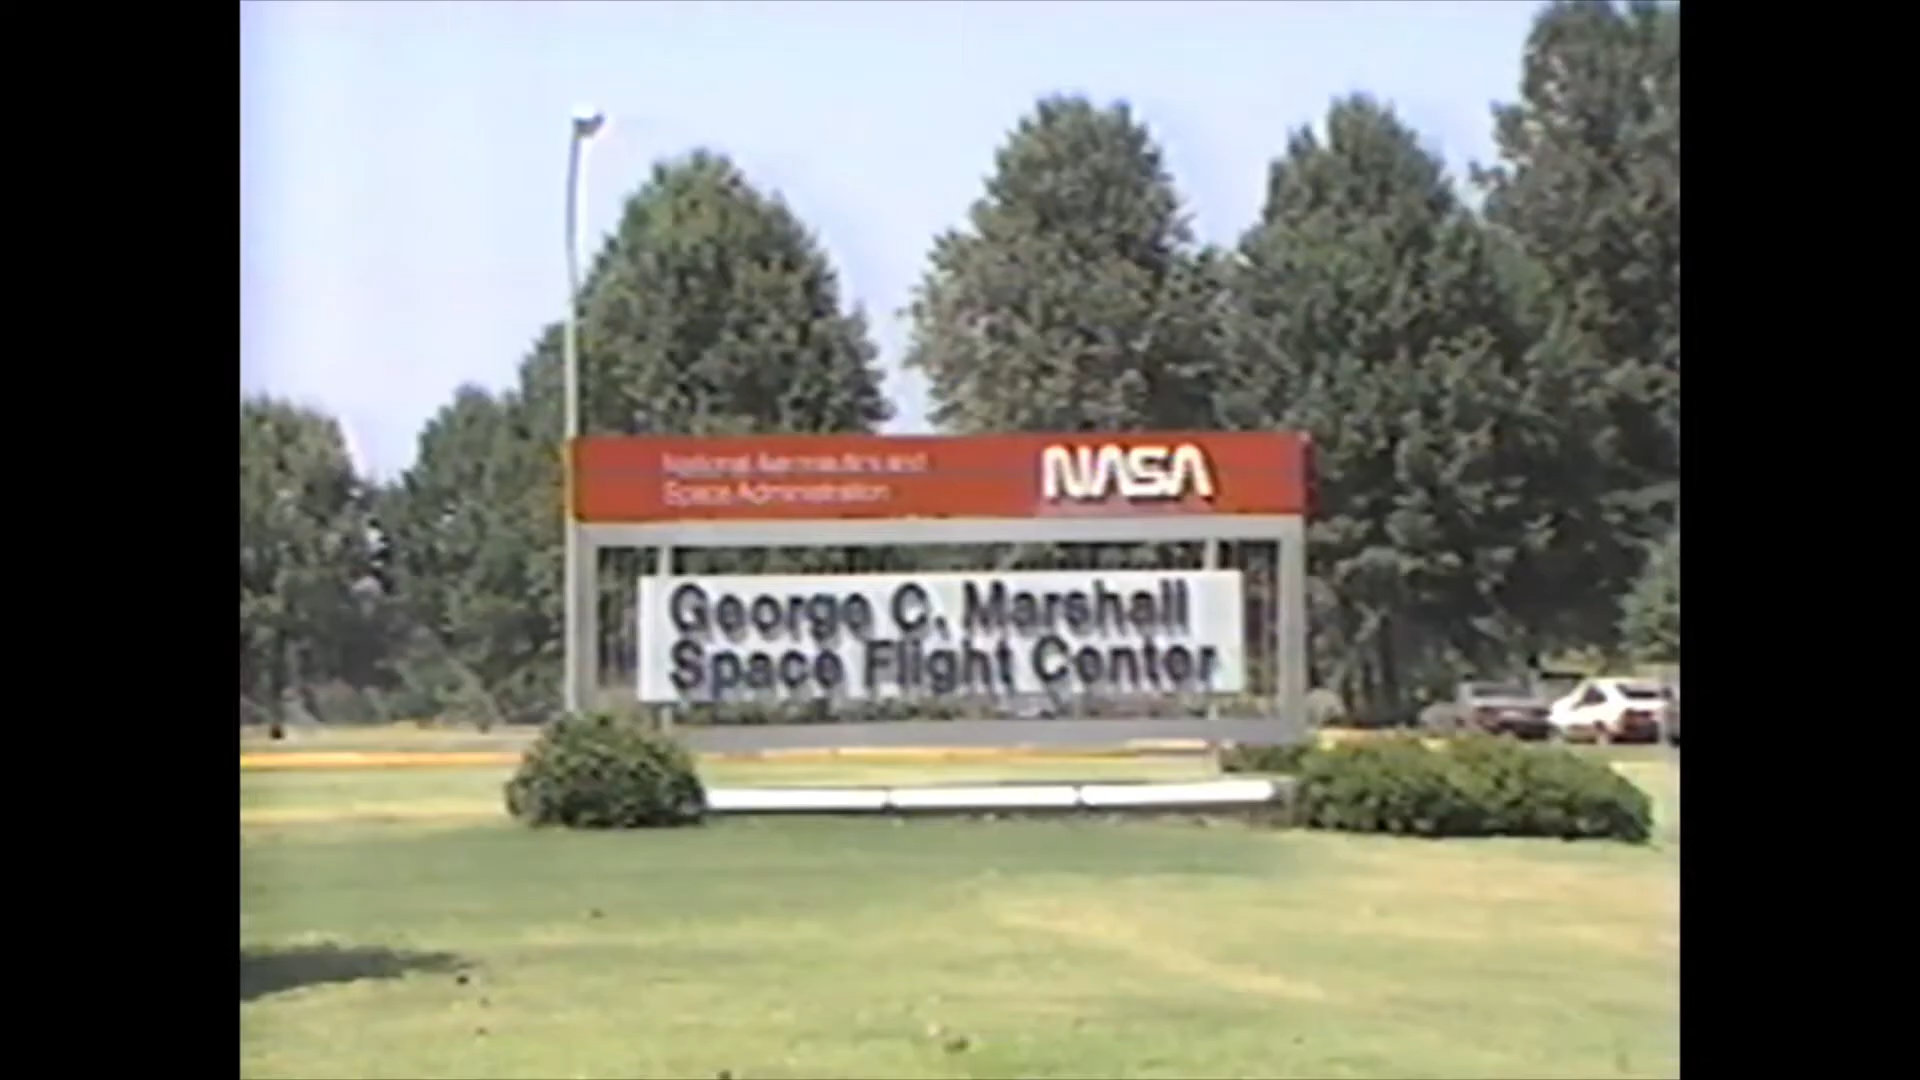 National Aeronautics and
Space Administration
NASA
George C. Marshall
Space Flight Center